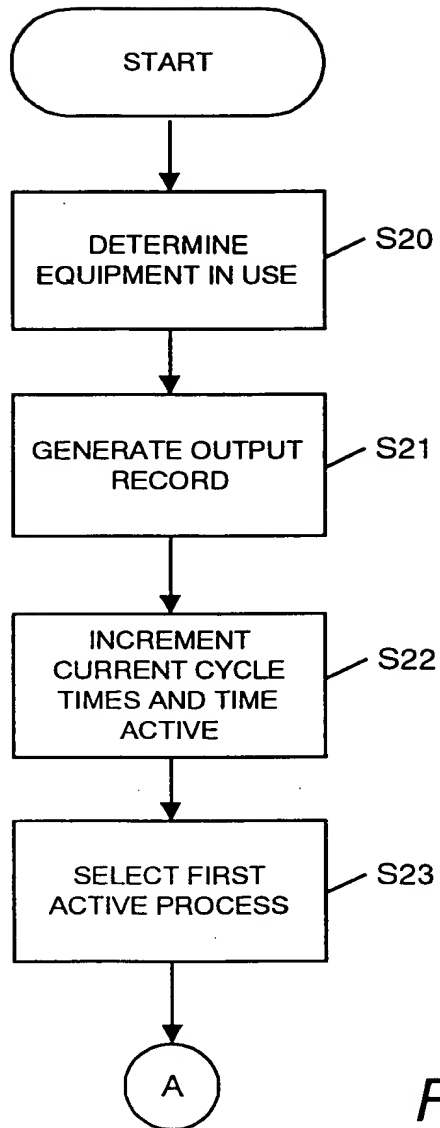 START
DETERMINE
EQUIPMENT IN USE
S20
GENERATE OUTPUT
RECORD
S21
INCREMENT
CURRENT CYCLE
TIMES AND TIME
ACTIVE
S22
SELECT FIRST
ACTIVE PROCESS
S23
A
F